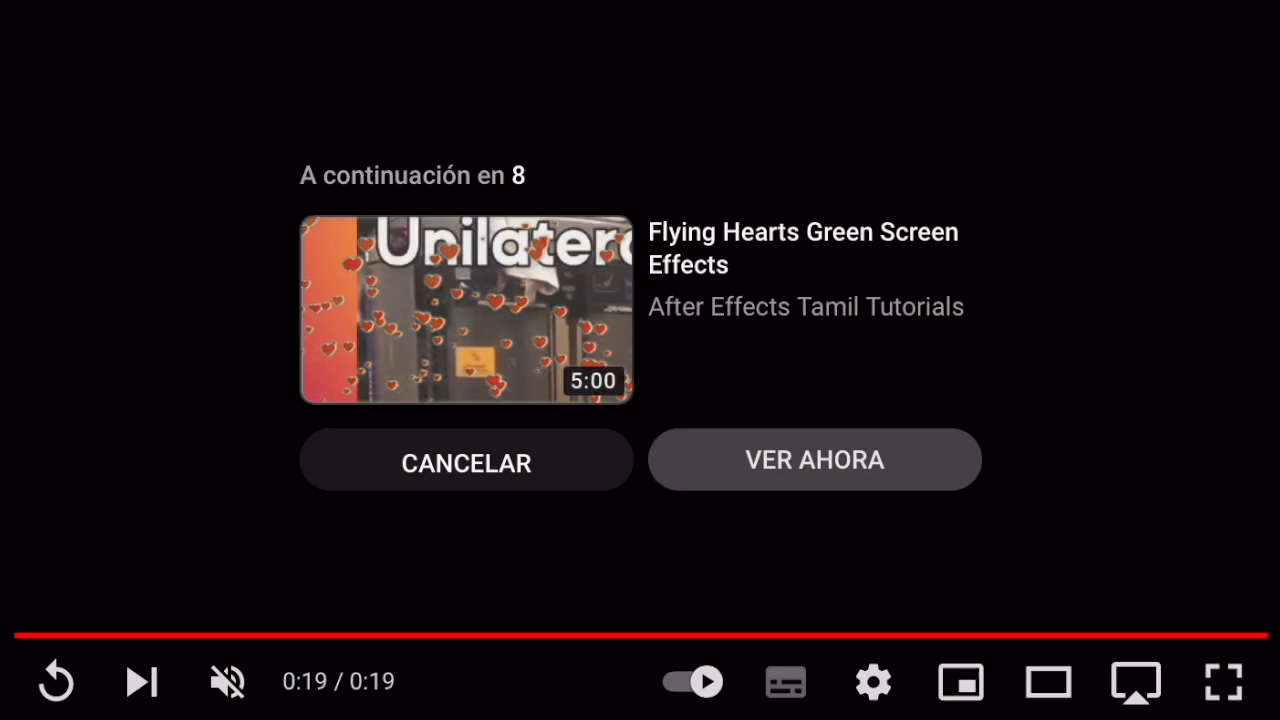 A continuación en 8
Unilater
Flying Hearts Green Screen
Effects
After Effects Tamil Tutorials
5:00
CANCELAR
VER AHORA
0:19 / 0:19